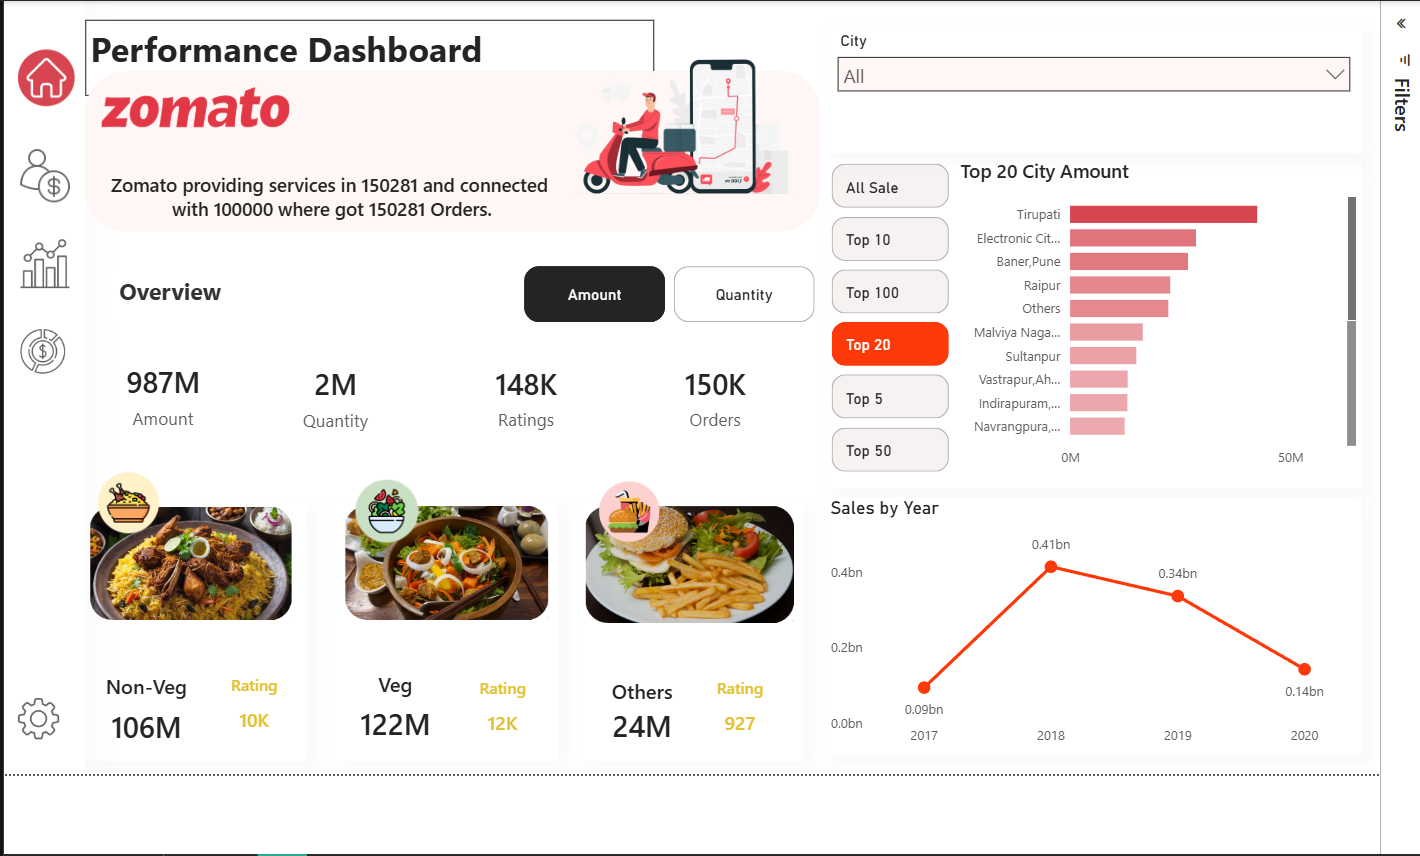 Performance Dashboard
zomato
Zomato providing services in 150281 and connected
with 100000 where got 150281 Orders.
City
All
Filters
All Sale
Top 10
Top 100
Top 20
Top 5
Top 50
Top 20 City Amount
Tirupati
Electronic Cit...
Baner,Pune
Raipur
Others
Malviya Naga...
Sultanpur
Vastrapur,Ah...
Indirapuram,...
Navrangpura,...
0M 50M
Overview
Amount Quantity
987M 2M 148K 150K
Amount Quantity Ratings Orders
Non-Veg Rating
106M 10K
Veg Rating
122M 12K
Others Rating
24M 927
Sales by Year
0.4bn
0.2bn
0.0bn
0.09bn
0.41bn
0.34bn
0.14bn
2017 2018 2019 2020